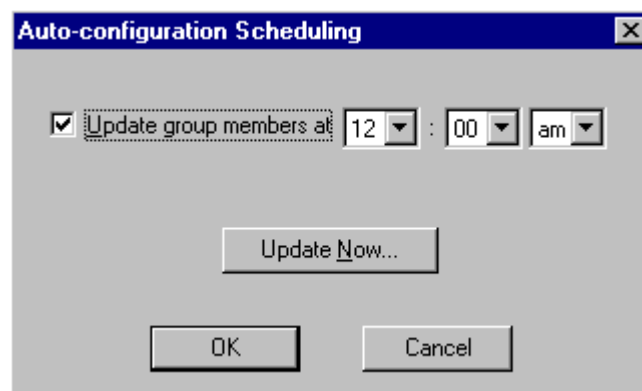 Auto-configuration Scheduling
Update group members at 12 : 00 am
Update Now...
OK Cancel